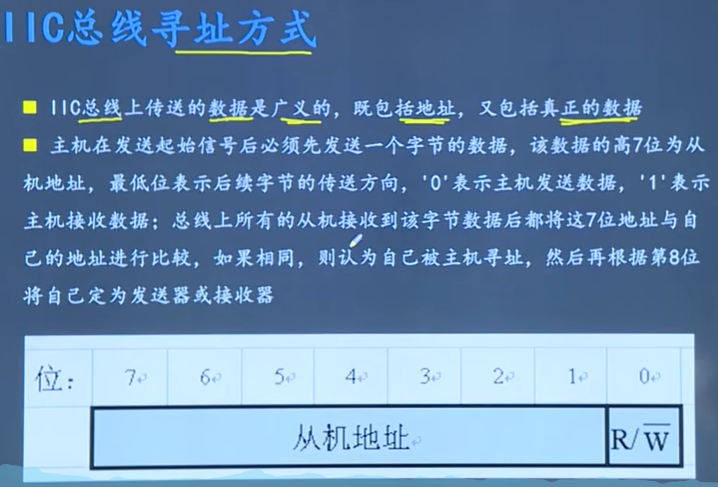 IIC总线寻址方式
■ IIC总线上传送的数据是广义的，既包括地址，又包括真正的数据
■ 主机在发送起始信号后必须先发送一个字节的数据，该数据的高7位为从
机地址，最低位表示后续字节的传送方向，'0'表示主机发送数据，'1'表示
主机接收数据；总线上所有的从机接收到该字节数据后都将这7位地址与自
己的地址进行比较，如果相同，则认为自己被主机寻址，然后再根据第8位
将自己定为发送器或接收器
位： 7 6 5 4 3 2 1 0
从机地址 R/W̅